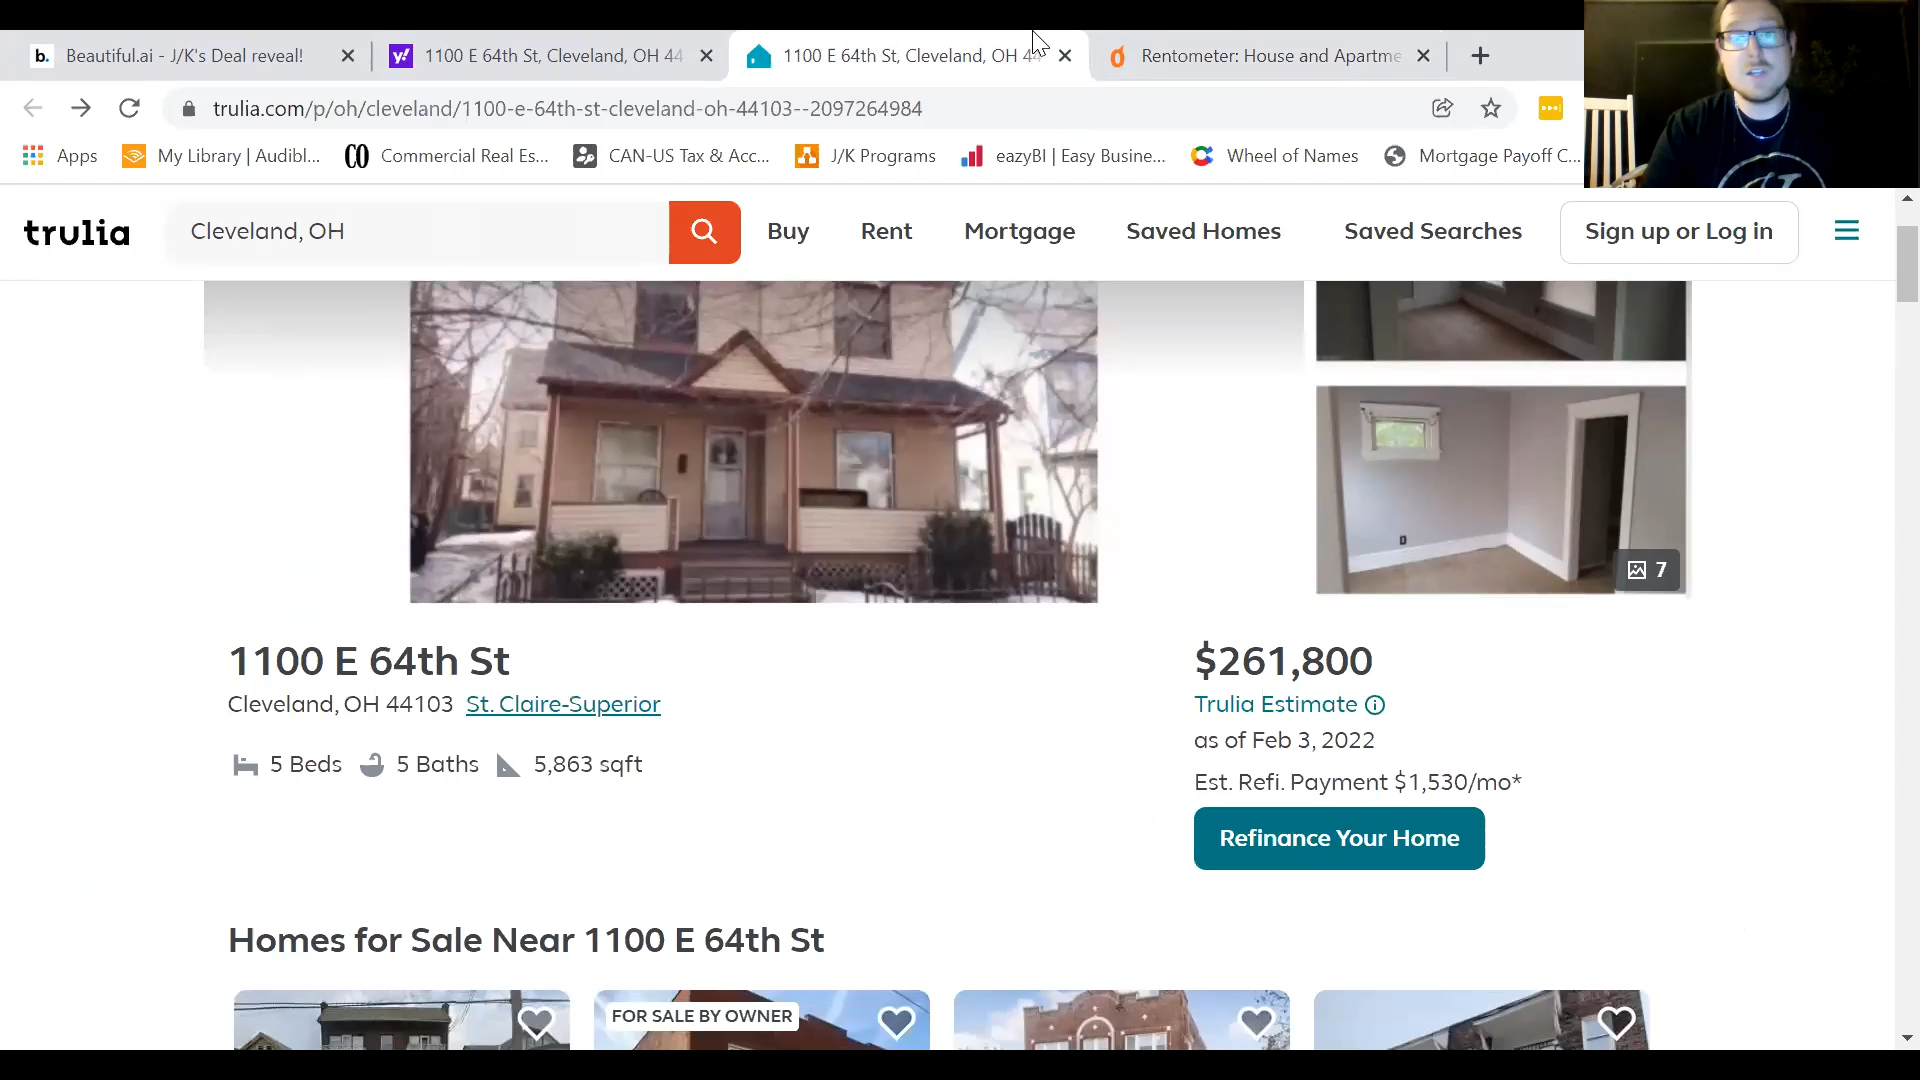 b. Beautiful.ai - J/K's Deal reveal!
y! 1100 E 64th St, Cleveland, OH 44
1100 E 64th St, Cleveland, OH 44
Rentometer: House and Apartme
trulia.com/p/oh/cleveland/1100-e-64th-st-cleveland-oh-44103--2097264984
Apps
My Library | Audibl...
CO Commercial Real Es...
CAN-US Tax & Acc...
J/K Programs
eazyBI | Easy Busine...
Wheel of Names
Mortgage Payoff C...
trulia
Cleveland, OH
Buy
Rent
Mortgage
Saved Homes
Saved Searches
Sign up or Log in
7
1100 E 64th St
Cleveland, OH 44103 St. Claire-Superior
5 Beds 5 Baths 5,863 sqft
$261,800
Trulia Estimate
as of Feb 3, 2022
Est. Refi. Payment $1,530/mo*
Refinance Your Home
Homes for Sale Near 1100 E 64th St
FOR SALE BY OWNER